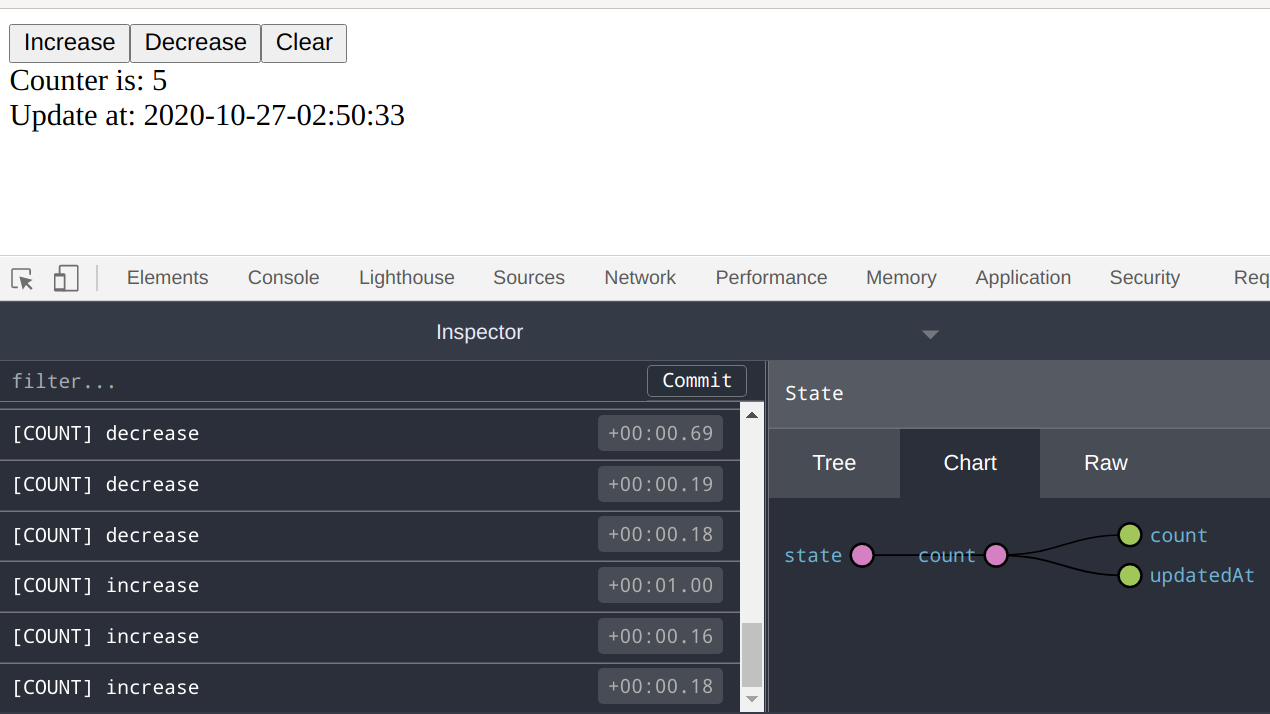 Increase Decrease Clear
Counter is: 5
Update at: 2020-10-27-02:50:33
Elements Console Lighthouse Sources Network Performance Memory Application Security Req
Inspector
filter... Commit
[COUNT] decrease +00:00.69
[COUNT] decrease +00:00.19
[COUNT] decrease +00:00.18
[COUNT] increase +00:01.00
[COUNT] increase +00:00.16
[COUNT] increase +00:00.18
State
Tree Chart Raw
state count count
updatedAt